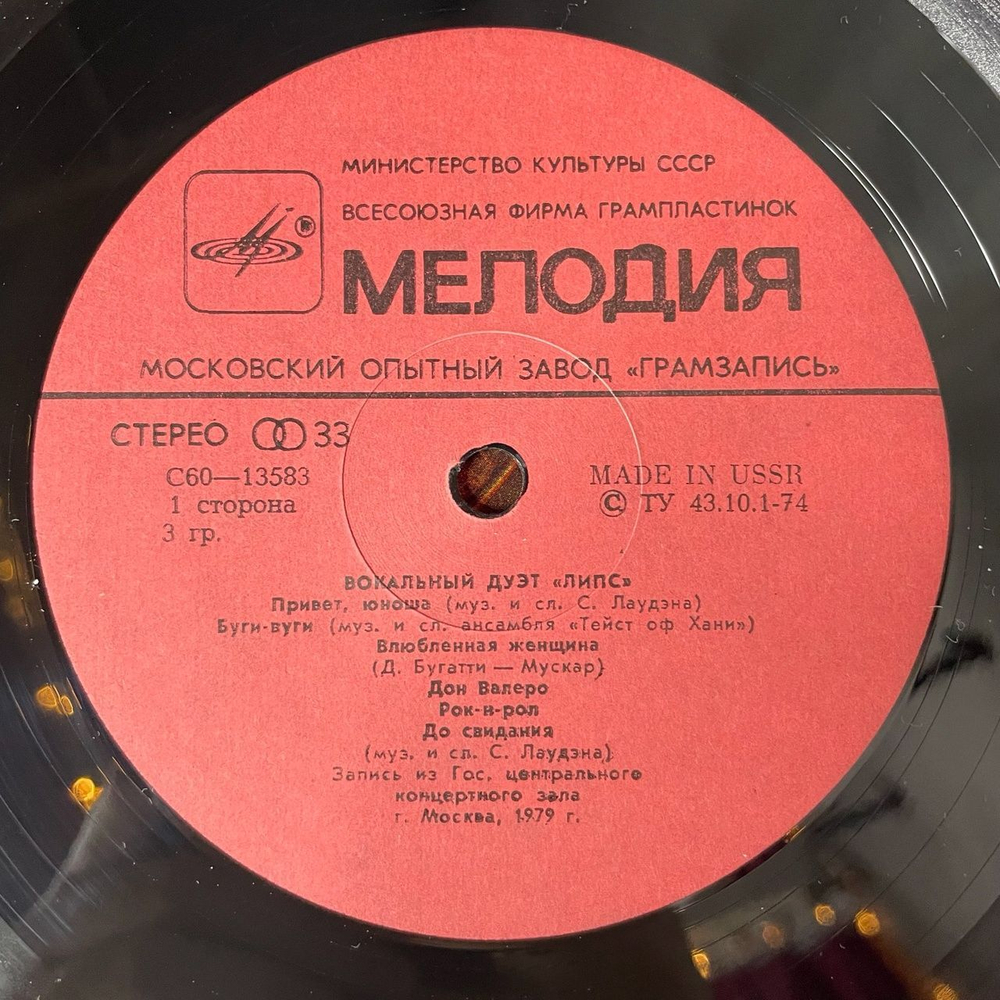 МИНИСТЕРСТВО КУЛЬТУРЫ СССР
ВСЕСОЮЗНАЯ ФИРМА ГРАМПЛАСТИНОК
МЕЛОДИЯ
МОСКОВСКИЙ ОПЫТНЫЙ ЗАВОД «ГРАМЗАПИСЬ»
СТЕРЕО 33
С60—13583
1 сторона
3 гр.
MADE IN USSR
© ТУ 43.10.1-74
ВОКАЛЬНЫЙ ДУЭТ «ЛИПС»
Привет, юноша (муз. и сл. С. Лаудэна)
Буги-вуги (муз. и сл. ансамбля «Тейст оф Хани»)
Влюбленная женщина
(Д. Бугатти — Мускар)
Дон Валеро
Рок-н-рол
До свидания
(муз. и сл. С. Лаудэна)
Запись из Гос. центрального
концертного зала
г. Москва, 1979 г.